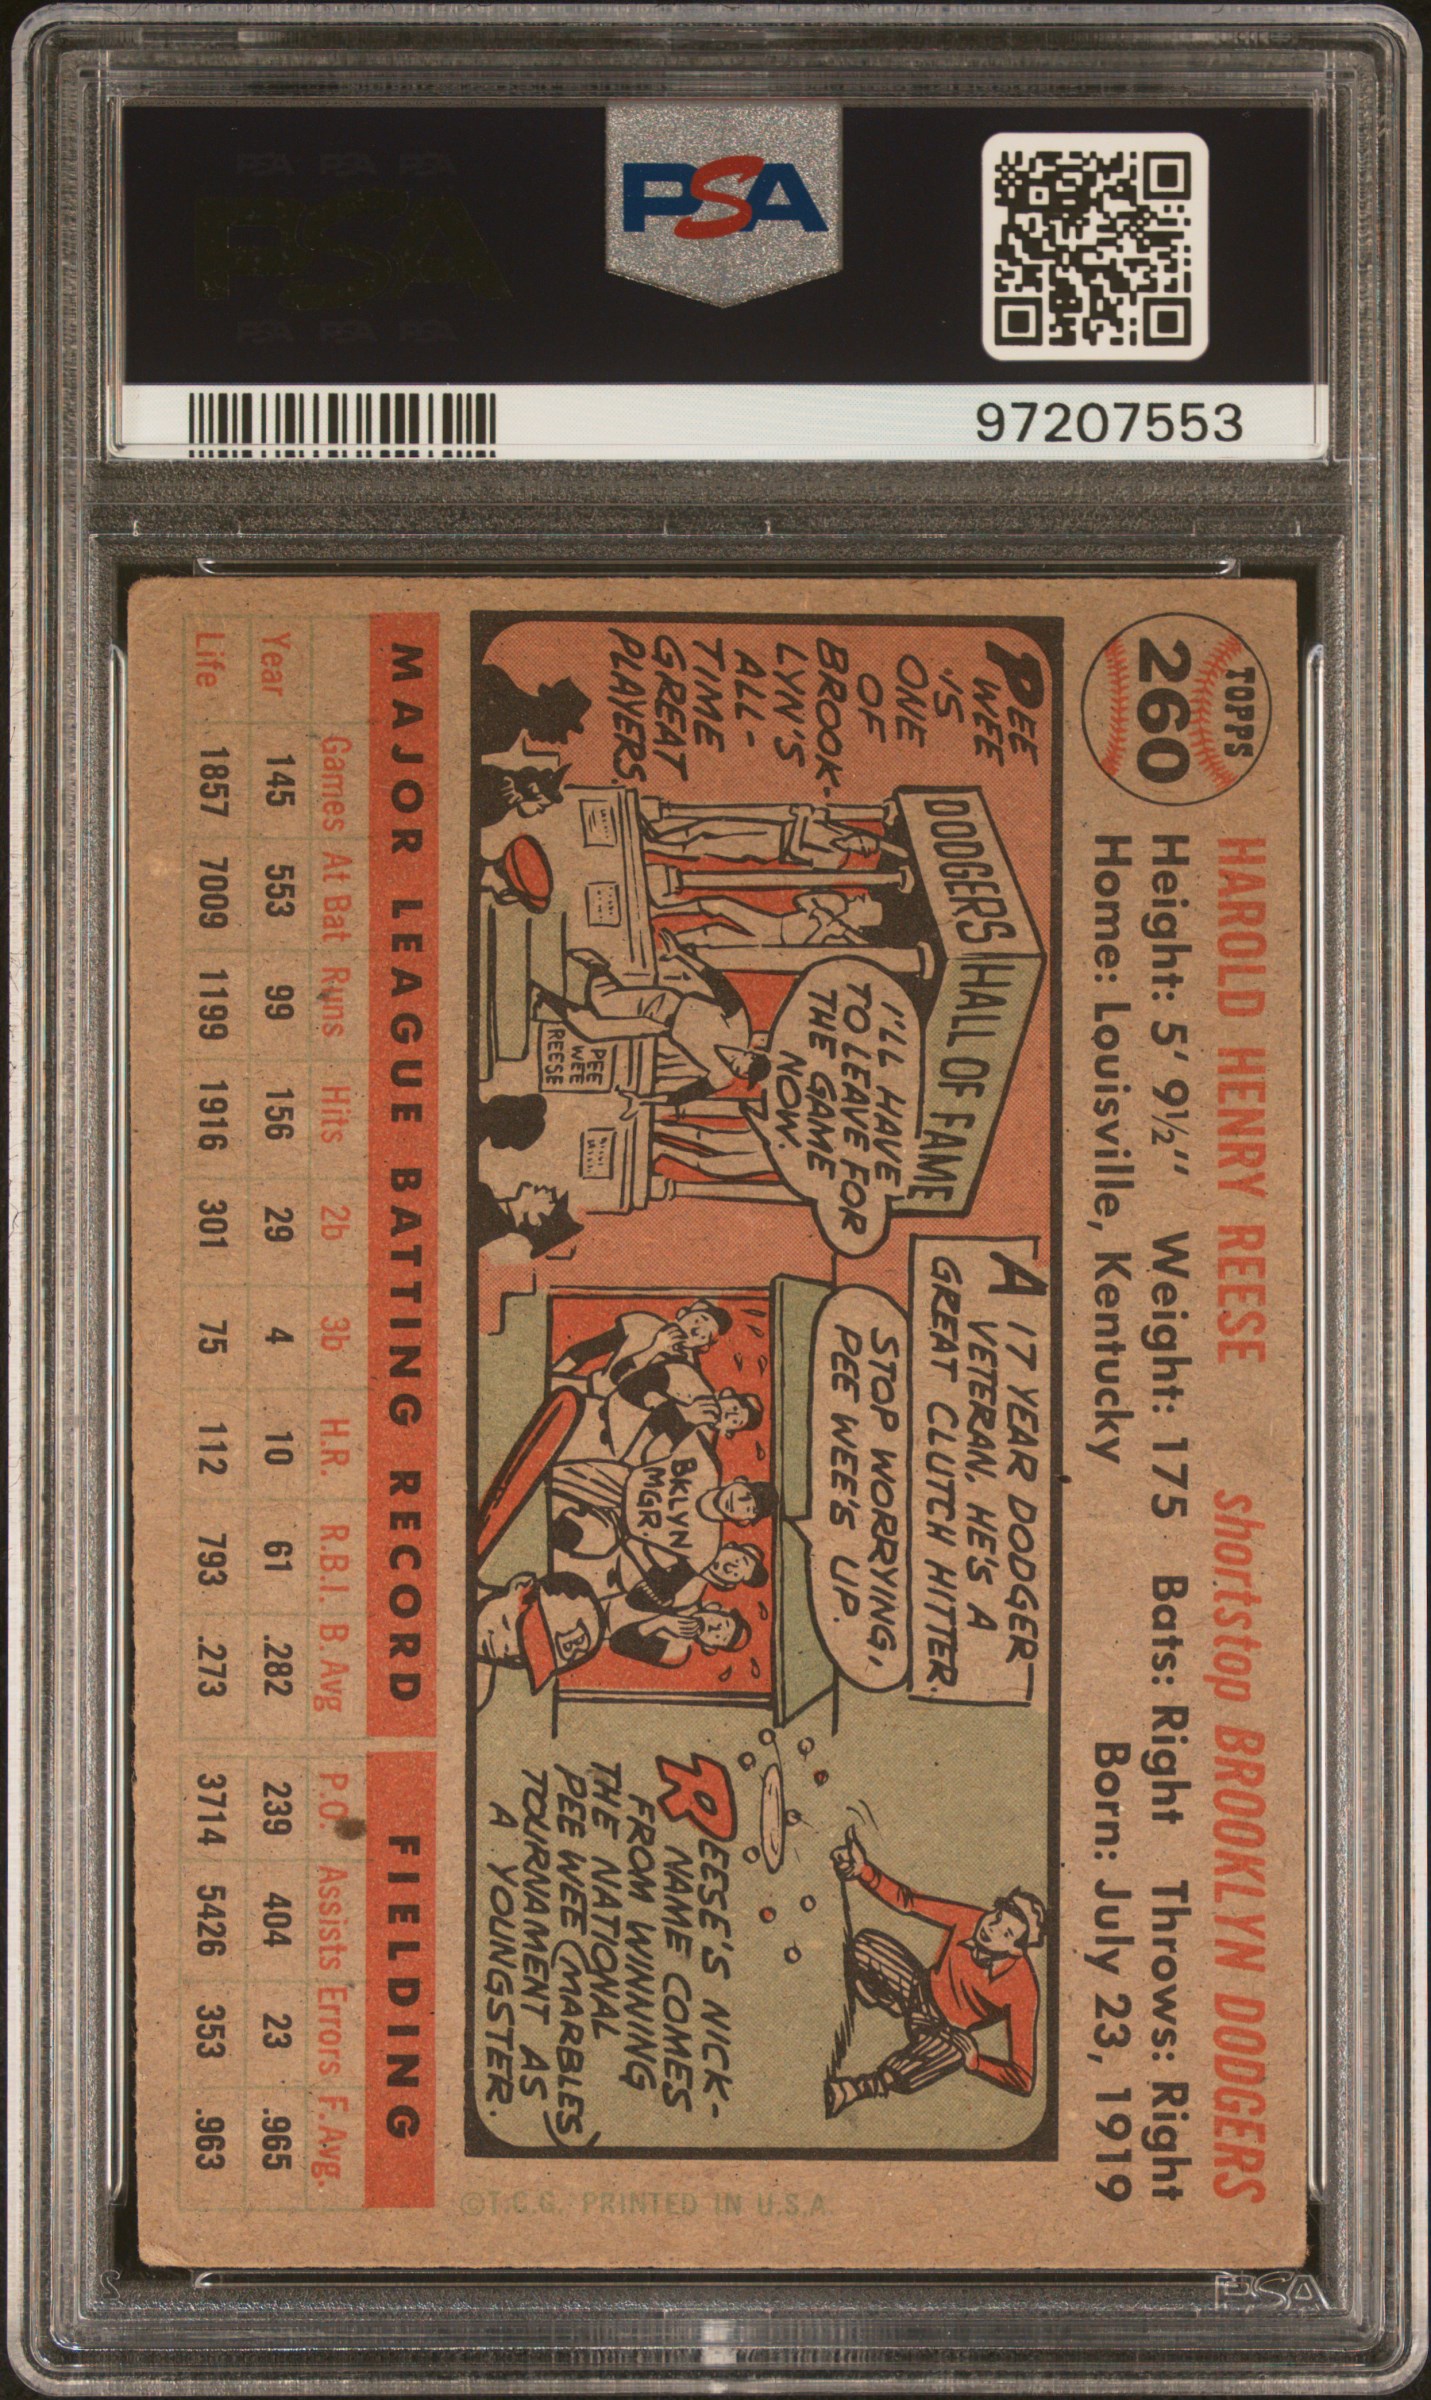 PSA
97207553
TOPPS
260
HAROLD HENRY REESE shortstop BROOKLYN DODGERS
Height: 5' 9½" Weight: 175 Bats: Right Throws: Right
Home: Louisville, Kentucky Born: July 23, 1919
PEE
WEE
'S
ONE
OF
BROOK-
LYN'S
ALL-
TIME
GREAT
PLAYERS.
DODGERS HALL OF FAME
I'LL HAVE
TO LEAVE FOR
THE GAME
NOW.
PEE
WEE
REESE
A 17 YEAR DODGER
VETERAN, HE'S A
GREAT CLUTCH HITTER.
STOP WORRYING,
PEE WEE'S UP.
BKLYN
MGR.
B
REESE'S NICK-
NAME COMES
FROM WINNING
THE NATIONAL
PEE WEE (MARBLES)
TOURNAMENT AS
A YOUNGSTER.
MAJOR LEAGUE BATTING RECORD FIELDING
Games At Bat Runs Hits 2b 3b H.R. R.B.I. B. Avg P.O. Assists Errors F. Avg.
Year 145 553 99 156 29 4 10 61 .282 239 404 23 .965
Life 1857 7009 1199 1916 301 75 112 793 .273 3714 5426 353 .963
©T.C.G. PRINTED IN U.S.A
PSA